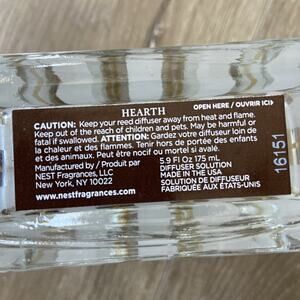 HEARTH
OPEN HERE / OUVRIR ICI
CAUTION: Keep your reed diffuser away from heat and flame.
Keep out of the reach of children and pets. May be harmful or
fatal if swallowed. ATTENTION: Gardez votre diffuseur loin de
la chaleur et des flammes. Tenir hors de portée des enfants
et des animaux. Peut être nocif ou mortel si avalé.
Manufactured by / Produit par
NEST Fragrances, LLC
New York, NY 10022
www.nestfragrances.com
5.9 Fl Oz 175 mL
DIFFUSER SOLUTION
MADE IN THE USA
SOLUTION DE DIFFUSEUR
FABRIQUÉE AUX ÉTATS-UNIS
16151